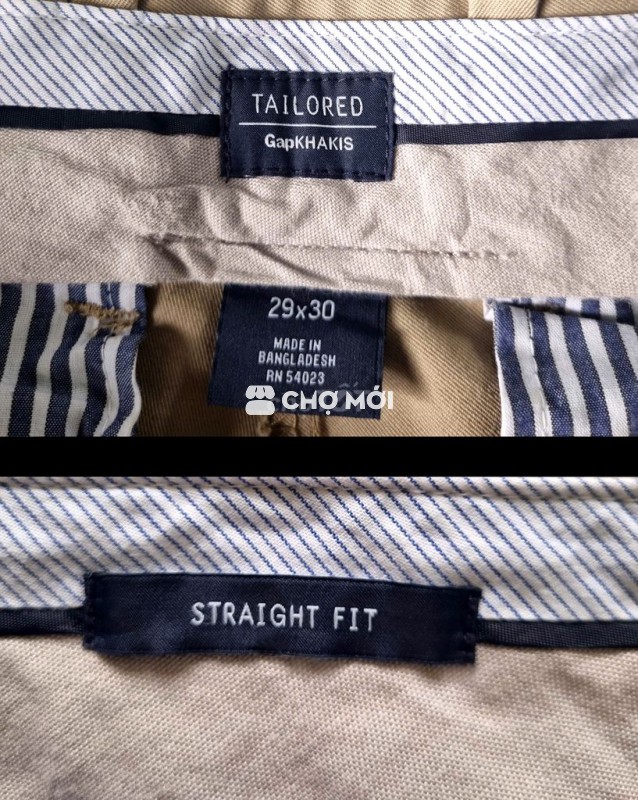 TAILORED
GapKHAKIS
29x30
MADE IN
BANGLADESH
RN 54023
CHỢ MỚI
STRAIGHT FIT